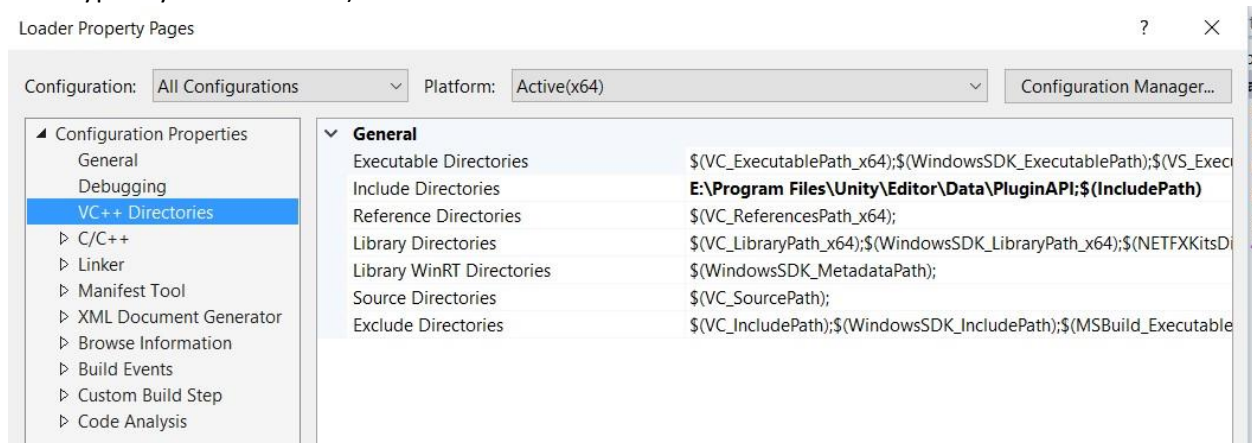 Loader Property Pages ? ×
Configuration: All Configurations Platform: Active(x64) Configuration Manager...
Configuration Properties
General
Debugging
VC++ Directories
C/C++
Linker
Manifest Tool
XML Document Generator
Browse Information
Build Events
Custom Build Step
Code Analysis
General
Executable Directories $(VC_ExecutablePath_x64);$(WindowsSDK_ExecutablePath);$(VS_Exec
Include Directories E:\Program Files\Unity\Editor\Data\PluginAPI;$(IncludePath)
Reference Directories $(VC_ReferencesPath_x64);
Library Directories $(VC_LibraryPath_x64);$(WindowsSDK_LibraryPath_x64);$(NETFXKitsDi
Library WinRT Directories $(WindowsSDK_MetadataPath);
Source Directories $(VC_SourcePath);
Exclude Directories $(VC_IncludePath);$(WindowsSDK_IncludePath);$(MSBuild_Executable